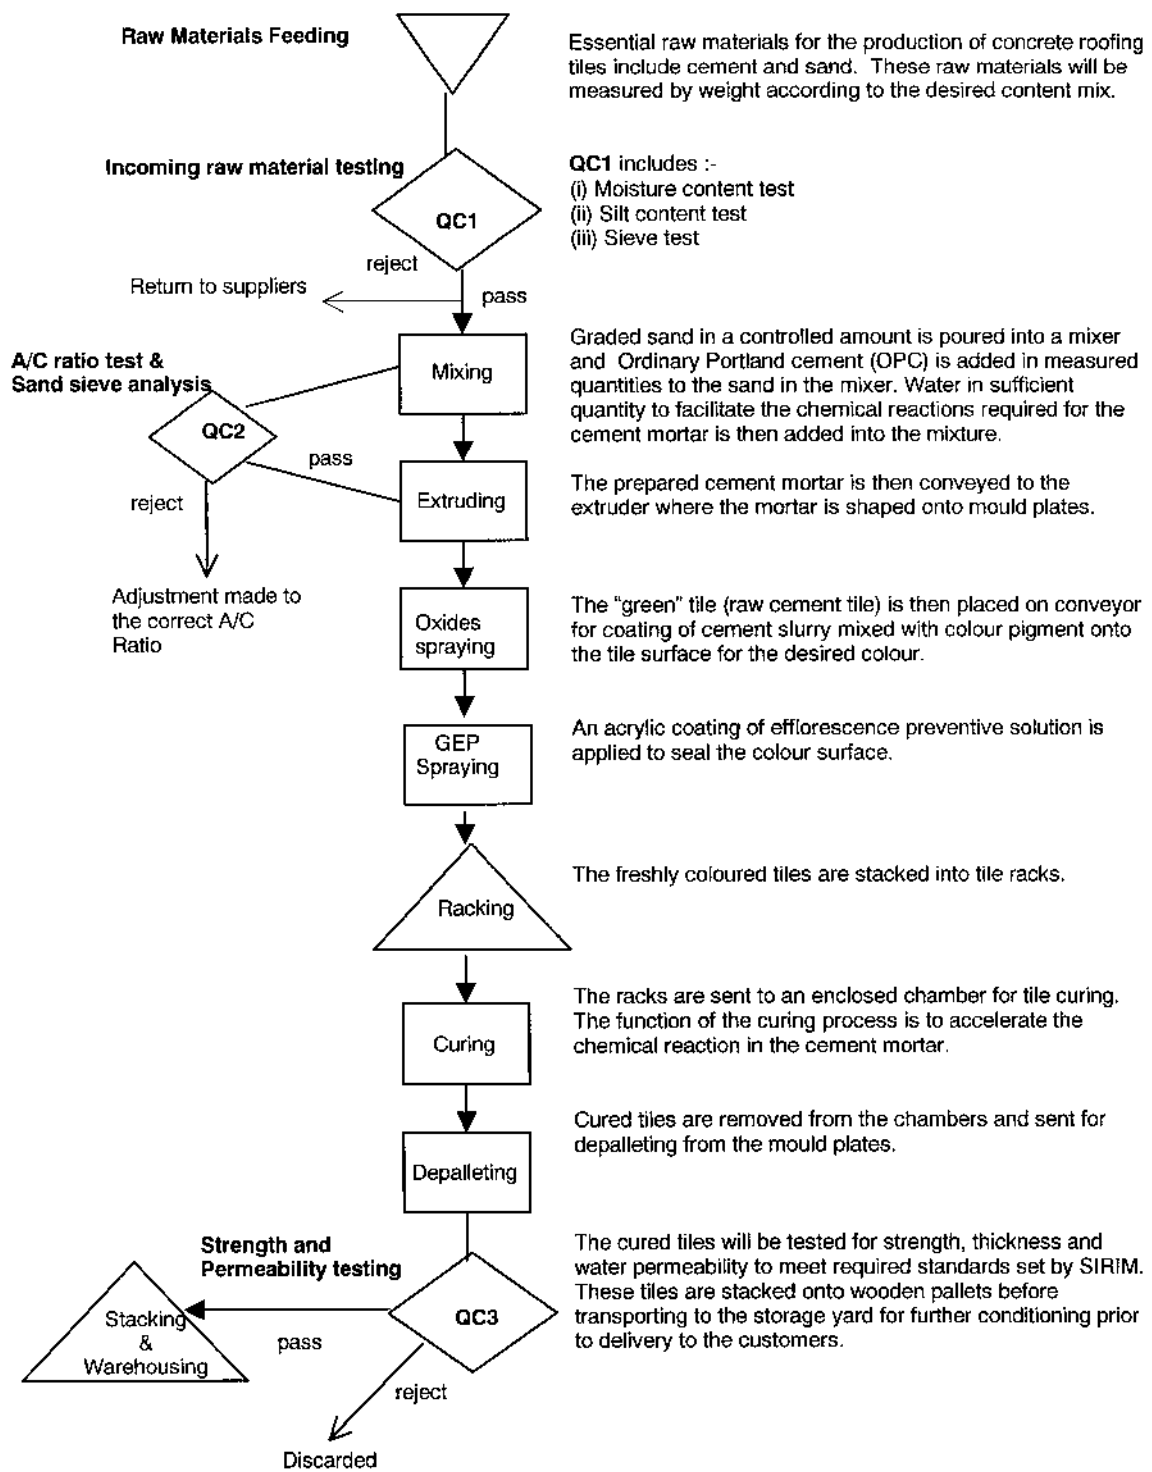 Raw Materials Feeding
Essential raw materials for the production of concrete roofing
tiles include cement and sand. These raw materials will be
measured by weight according to the desired content mix.
Incoming raw material testing
QC1
QC1 includes :-
(i) Moisture content test
(ii) Silt content test
(iii) Sieve test
reject
Return to suppliers
pass
Mixing
Graded sand in a controlled amount is poured into a mixer
and Ordinary Portland cement (OPC) is added in measured
quantities to the sand in the mixer. Water in sufficient
quantity to facilitate the chemical reactions required for the
cement mortar is then added into the mixture.
A/C ratio test &
Sand sieve analysis
QC2
pass
reject
Adjustment made to
the correct A/C
Ratio
Extruding
The prepared cement mortar is then conveyed to the
extruder where the mortar is shaped onto mould plates.
Oxides
spraying
The "green" tile (raw cement tile) is then placed on conveyor
for coating of cement slurry mixed with colour pigment onto
the tile surface for the desired colour.
GEP
Spraying
An acrylic coating of efflorescence preventive solution is
applied to seal the colour surface.
Racking
The freshly coloured tiles are stacked into tile racks.
Curing
The racks are sent to an enclosed chamber for tile curing.
The function of the curing process is to accelerate the
chemical reaction in the cement mortar.
Depalleting
Cured tiles are removed from the chambers and sent for
depalleting from the mould plates.
Strength and
Permeability testing
QC3
The cured tiles will be tested for strength, thickness and
water permeability to meet required standards set by SIRIM.
These tiles are stacked onto wooden pallets before
transporting to the storage yard for further conditioning prior
to delivery to the customers.
Stacking
&
Warehousing
pass
reject
Discarded